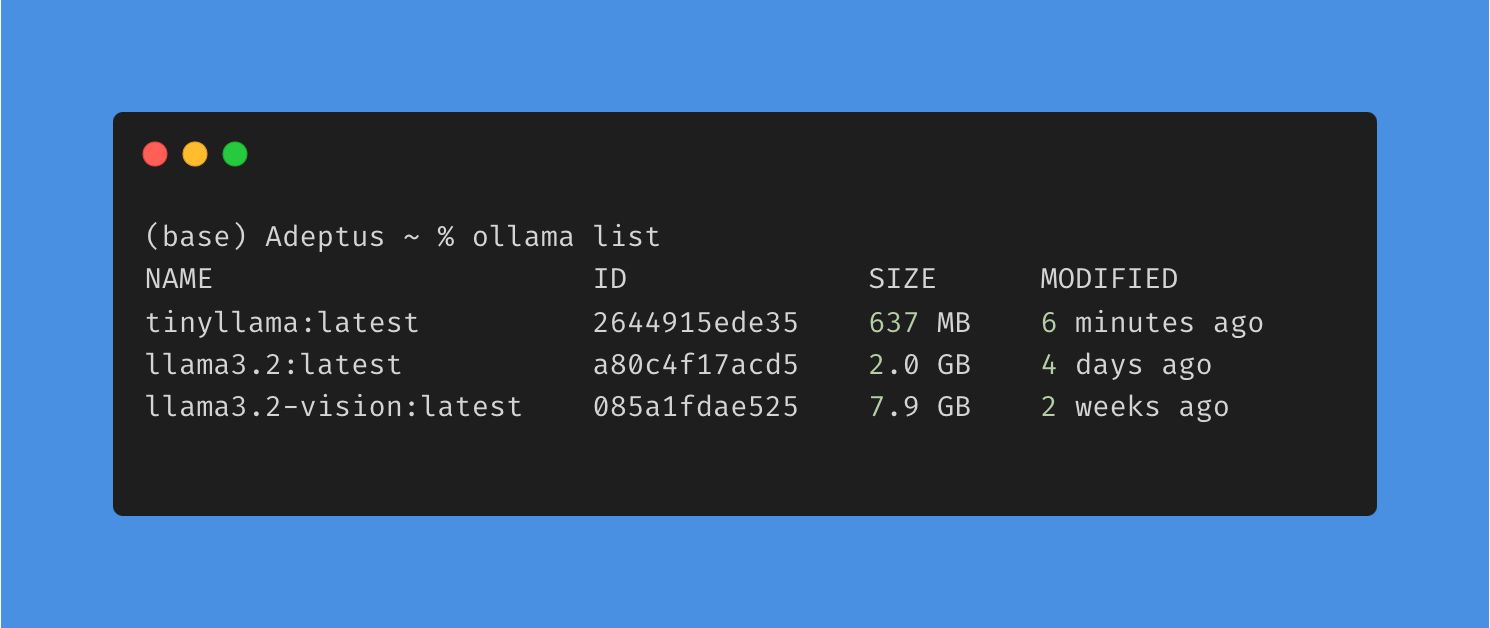 (base) Adeptus ~ % ollama list
NAME                      ID              SIZE      MODIFIED
tinyllama:latest          2644915ede35    637 MB    6 minutes ago
llama3.2:latest           a80c4f17acd5    2.0 GB    4 days ago
llama3.2-vision:latest    085a1fdae525    7.9 GB    2 weeks ago